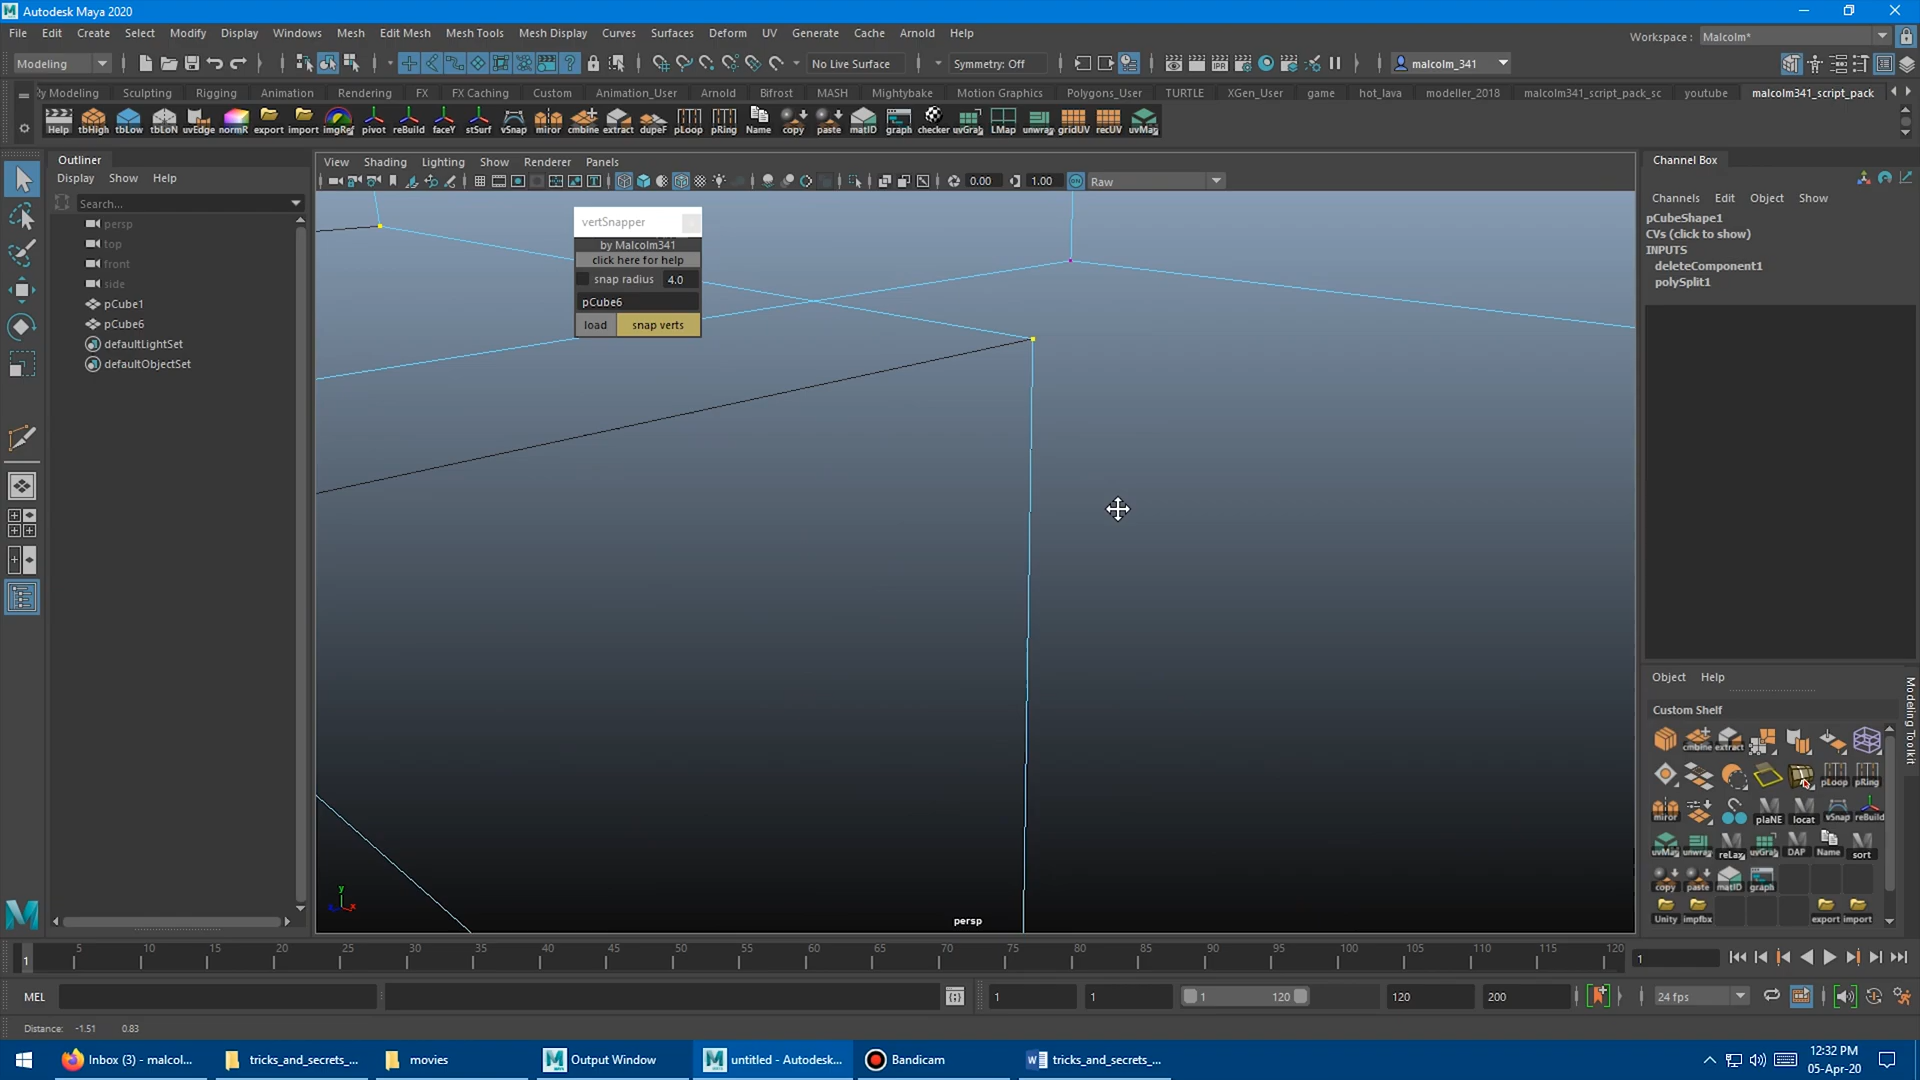 Autodesk Maya 2020
File Edit Create Select Modify Display Windows Mesh Edit Mesh Mesh Tools Mesh Display Curves Surfaces Deform UV Generate Cache Arnold Help
Workspace : Malcolm*
Modeling
No Live Surface
Symmetry: Off
malcolm_341
ly Modeling Sculpting Rigging Animation Rendering FX FX Caching Custom Animation_User Arnold Bifrost MASH Mightybake Motion Graphics Polygons_User TURTLE XGen_User game hot_lava modeller_2018 malcolm341_script_pack_sc youtube malcolm341_script_pack
Help tbHigh tbLow tbLoN uvEdge normR export import imgRef pivot reBuild faceY stSurf vSnap miror cmbine extract dupeF pLoop pRing Name copy paste matID graph checker uvGrab LMap unwrap gridUV recUV uvMag
Outliner
Display Show Help
Search...
persp
top
front
side
pCube1
pCube6
defaultLightSet
defaultObjectSet
View Shading Lighting Show Renderer Panels
0.00 1.00 Raw
vertSnapper
by Malcolm341
click here for help
snap radius 4.0
pCube6
load snap verts
y
persp
Channel Box
Channels Edit Object Show
pCubeShape1
CVs (click to show)
INPUTS
deleteComponent1
polySplit1
Modeling Toolkit
Object Help
Custom Shelf
cmbine extract
pLoop pRing
miror plaNE locat vSnap reBuild
uvMag unwrap reLax uvGrab DAP Name sort
copy paste matID graph
Unity impfbx export import
1 5 10 15 20 25 30 35 40 45 50 55 60 65 70 75 80 85 90 95 100 105 110 115 120
1
MEL
1 1 1 120 120 200 24 fps
Distance: -1.51 0.83
Inbox (3) - malcol... tricks_and_secrets_... movies Output Window untitled - Autodesk... Bandicam tricks_and_secrets_...
12:32 PM
05-Apr-20